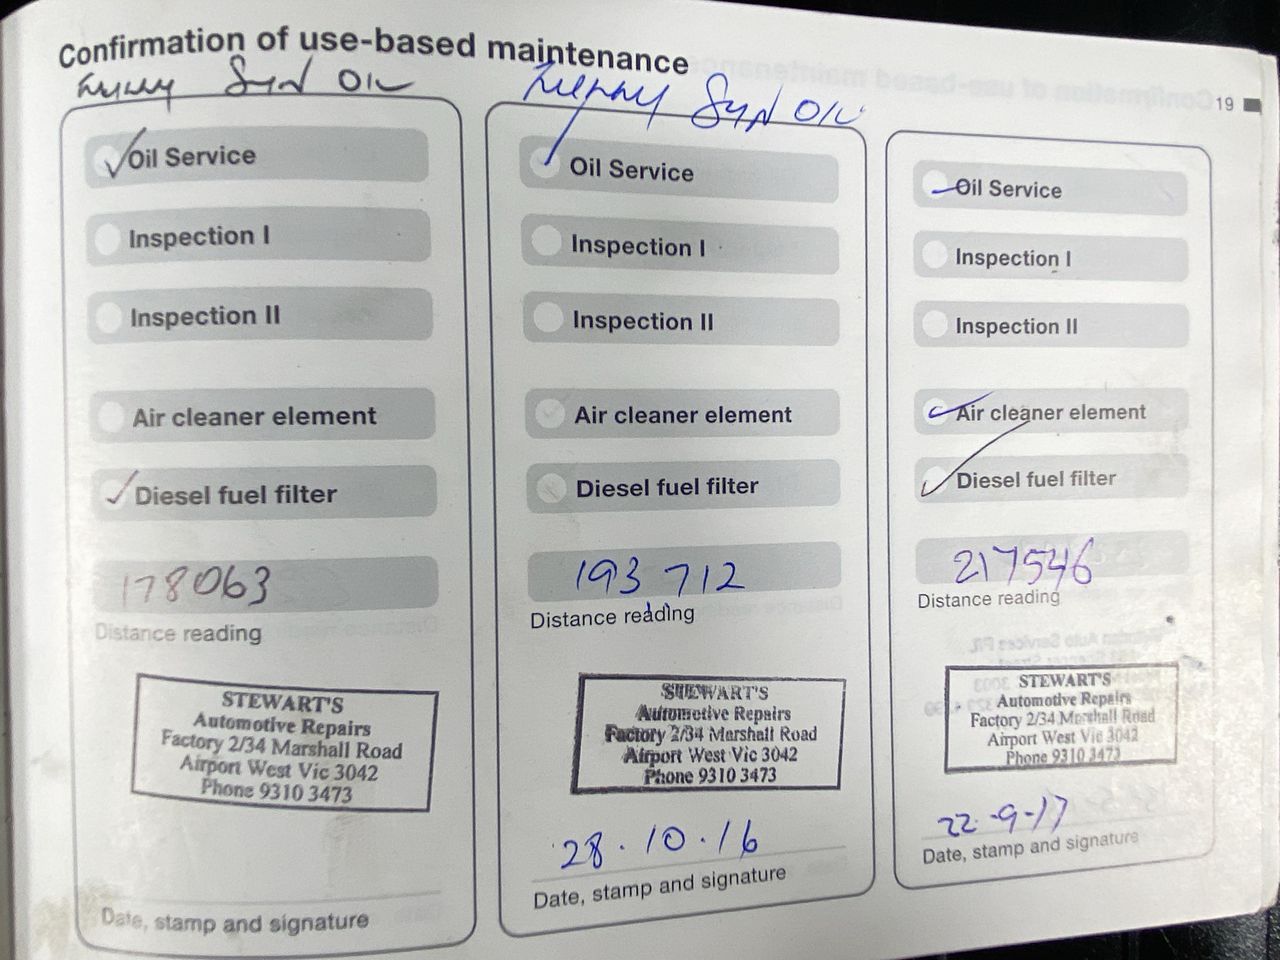 Confirmation of use-based maintenance
19
Fully Syn Oil
Oil Service
Inspection I
Inspection II
Air cleaner element
Diesel fuel filter
178063
Distance reading
STEWART'S
Automotive Repairs
Factory 2/34 Marshall Road
Airport West Vic 3042
Phone 9310 3473
Date, stamp and signature
Syn Oil
Oil Service
Inspection I
Inspection II
Air cleaner element
Diesel fuel filter
193 712
Distance reading
STEWART'S
Automotive Repairs
Factory 2/34 Marshall Road
Airport West Vic 3042
Phone 9310 3473
28.10.16
Date, stamp and signature
Oil Service
Inspection I
Inspection II
Air cleaner element
Diesel fuel filter
217546
Distance reading
STEWART'S
Automotive Repairs
Factory 2/34 Marshall Road
Airport West Vic 3042
Phone 9310 3473
22-9-17
Date, stamp and signature